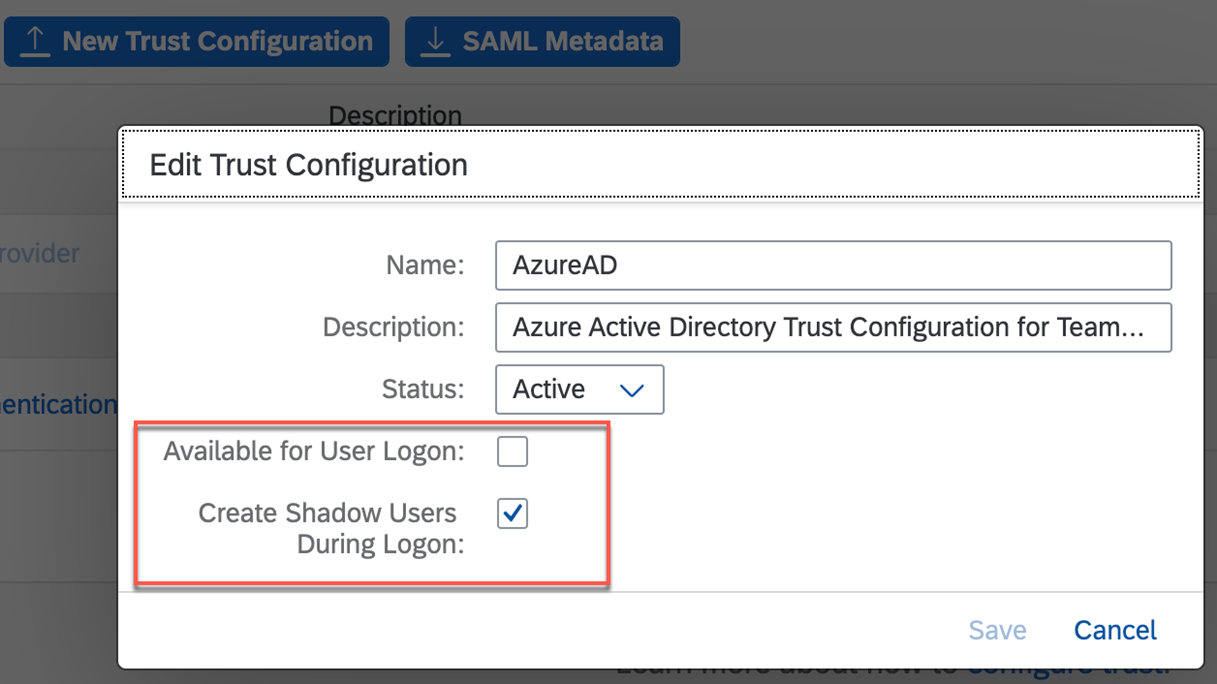 New Trust Configuration SAML Metadata
Description
Edit Trust Configuration
rovider
Name: AzureAD
Description: Azure Active Directory Trust Configuration for Team...
Status: Active
entication
Available for User Logon:
Create Shadow Users
During Logon:
Save Cancel
Learn more about how to configure trust.